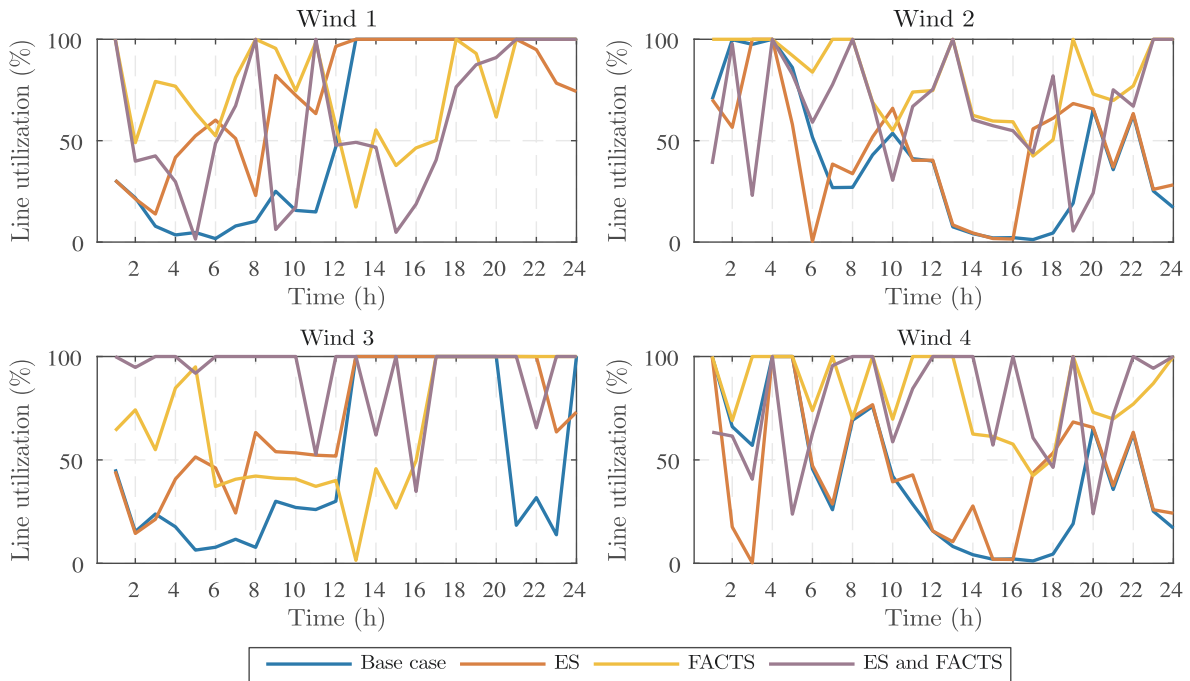 Wind 1
Wind 2
Line utilization (%)
100
50
0
2 4 6 8 10 12 14 16 18 20 22 24
Time (h)
Line utilization (%)
100
50
0
2 4 6 8 10 12 14 16 18 20 22 24
Time (h)
Wind 3
Wind 4
Line utilization (%)
100
50
0
2 4 6 8 10 12 14 16 18 20 22 24
Time (h)
Line utilization (%)
100
50
0
2 4 6 8 10 12 14 16 18 20 22 24
Time (h)
Base case ES FACTS ES and FACTS